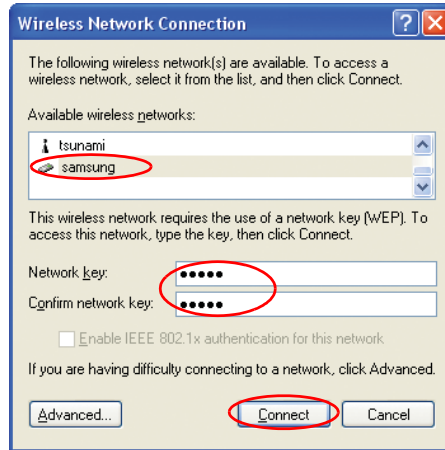 Wireless Network Connection
The following wireless network(s) are available. To access a
wireless network, select it from the list, and then click Connect.
Available wireless networks:
tsunami
samsung
This wireless network requires the use of a network key (WEP). To
access this network, type the key, then click Connect.
Network key: •••••
Confirm network key: •••••
Enable IEEE 802.1x authentication for this network
If you are having difficulty connecting to a network, click Advanced.
Advanced... Connect Cancel